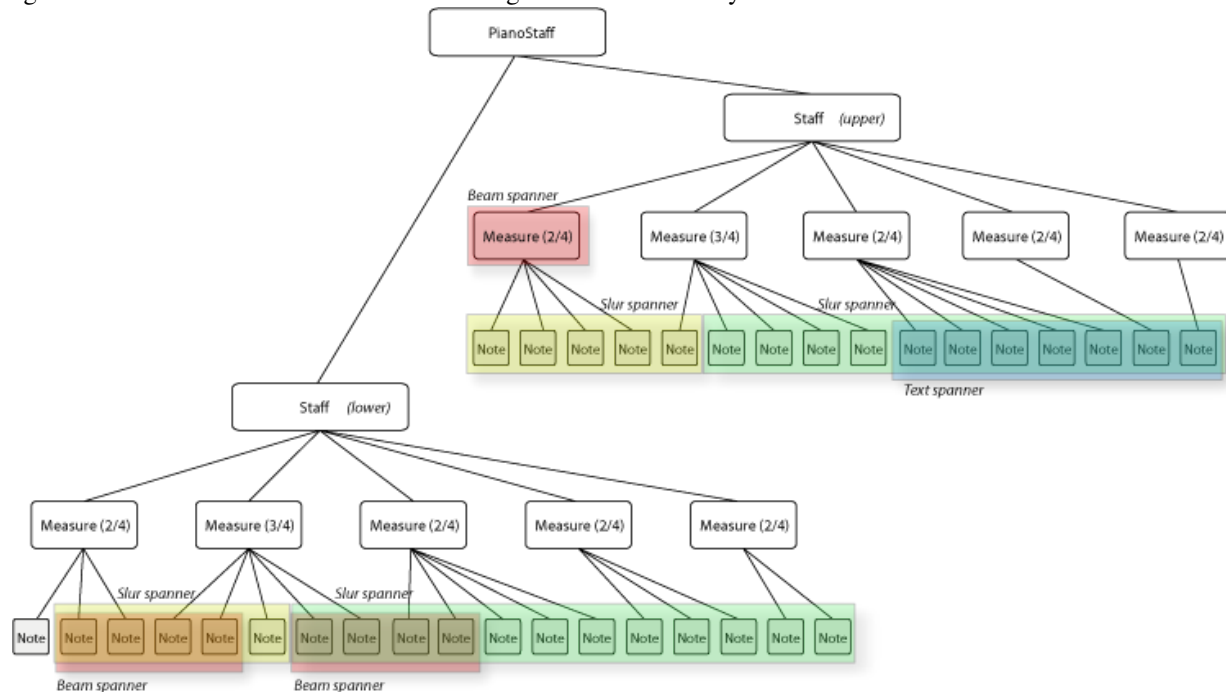 PianoStaff
Staff (upper)
Beam spanner
Measure (2/4) Measure (3/4) Measure (2/4) Measure (2/4) Measure (2/4)
Slur spanner Slur spanner
Note Note Note Note Note Note Note Note Note Note Note Note Note Note Note Note
Text spanner
Staff (lower)
Measure (2/4) Measure (3/4) Measure (2/4) Measure (2/4) Measure (2/4)
Slur spanner Slur spanner
Note Note Note Note Note Note Note Note Note Note Note Note Note Note Note Note Note Note
Beam spanner Beam spanner